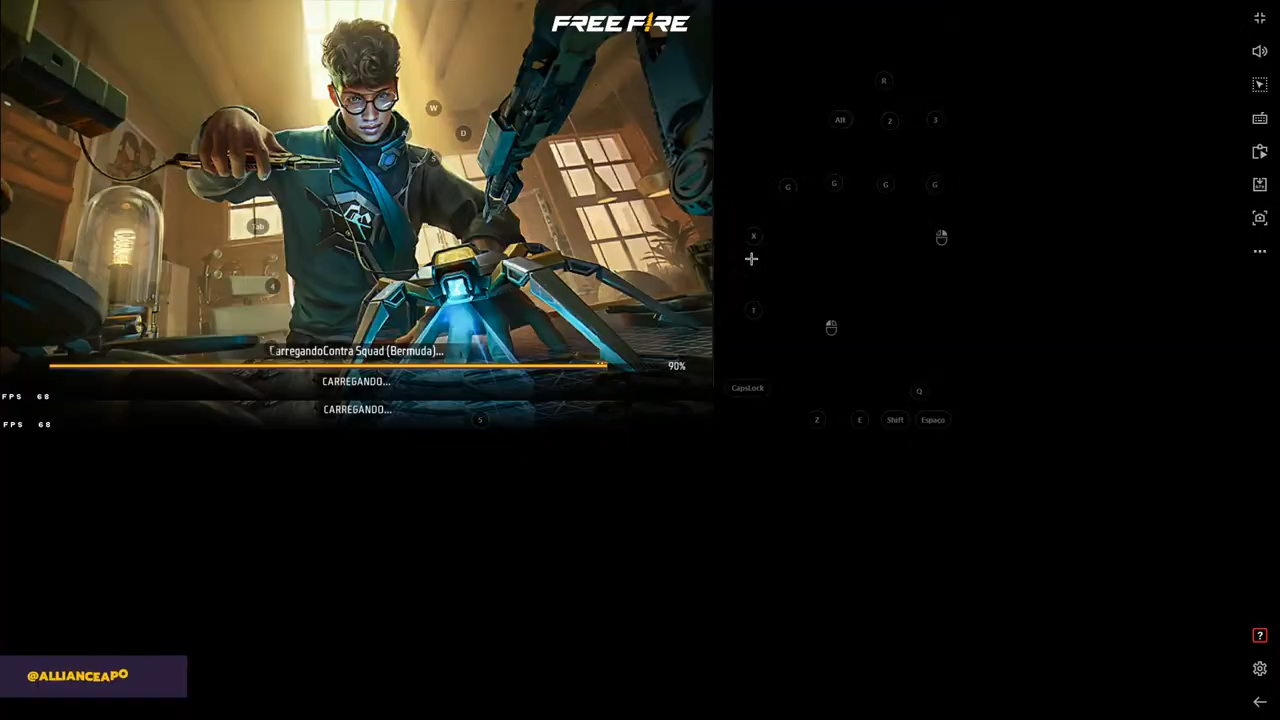 FREE FIRE
W
D
R
Alt
2
3
G
G
G
G
Tab
X
4
T
CarregandoContra Squad (Bermuda)...
90%
CARREGANDO...
CapsLock
Q
FPS 68
CARREGANDO...
S
Z
E
Shift
Espaço
FPS 68
?
@ALLIANCEAPO